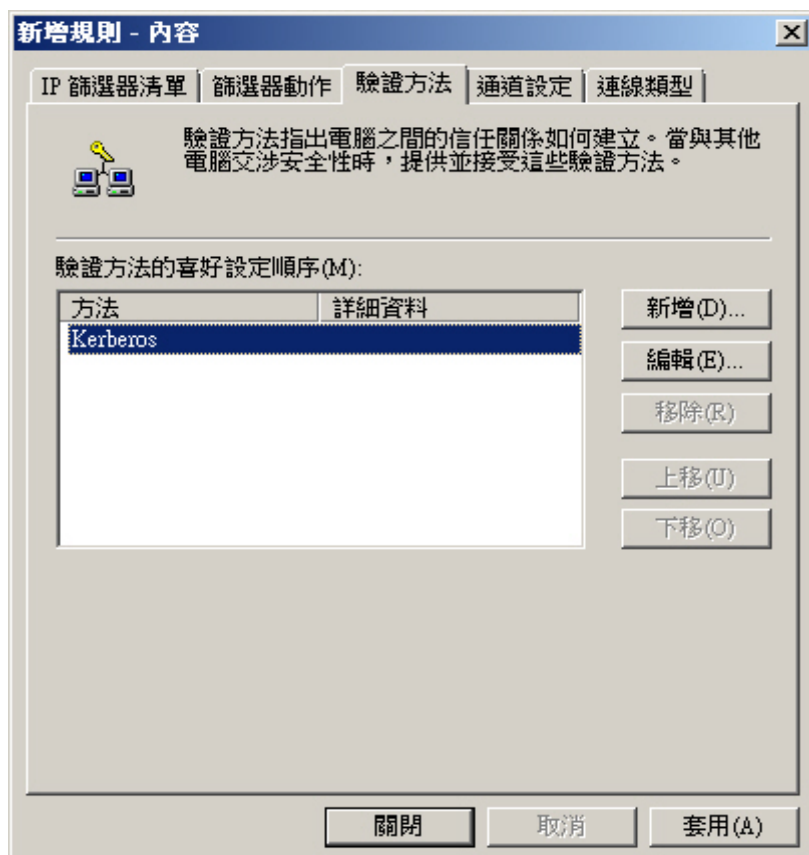 新增規則 - 內容
IP 篩選器清單 篩選器動作 驗證方法 通道設定 連線類型
驗證方法指出電腦之間的信任關係如何建立。當與其他
電腦交涉安全性時，提供並接受這些驗證方法。
驗證方法的喜好設定順序(M):
方法 詳細資料
Kerberos
新增(D)...
編輯(E)...
移除(R)
上移(U)
下移(O)
關閉 取消 套用(A)